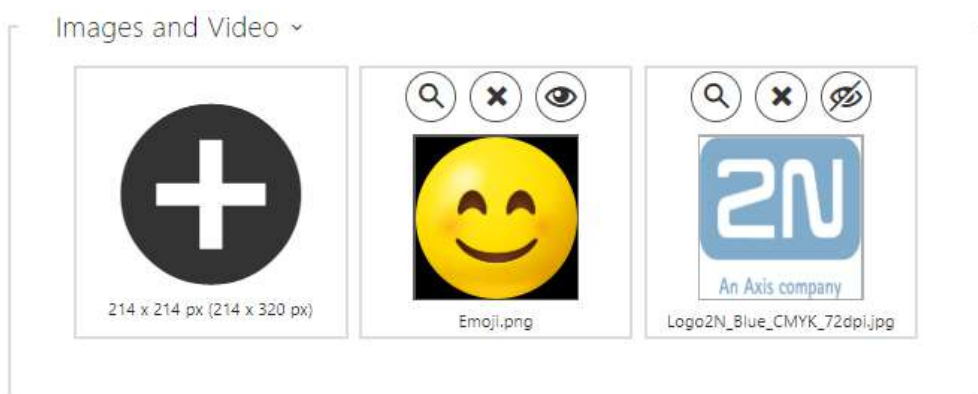 Images and Video
214 x 214 px (214 x 320 px)
Emoji.png
2N
An Axis company
Logo2N_Blue_CMYK_72dpi.jpg